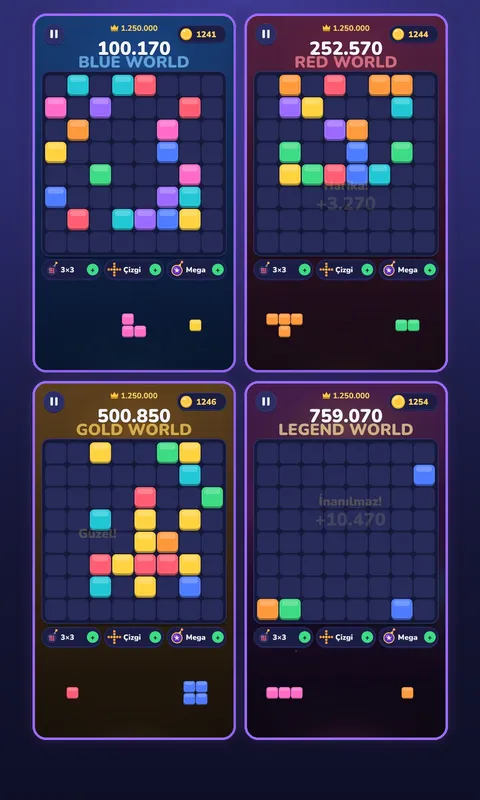 1.250.000
1241
100.170
BLUE WORLD
3×3 + Çizgi + Mega +
1.250.000
1244
252.570
RED WORLD
Harika!
+3.270
3×3 + Çizgi + Mega +
1.250.000
1246
500.850
GOLD WORLD
Güzel!
3×3 + Çizgi + Mega +
1.250.000
1254
759.070
LEGEND WORLD
İnanılmaz!
+10.470
3×3 + Çizgi + Mega +